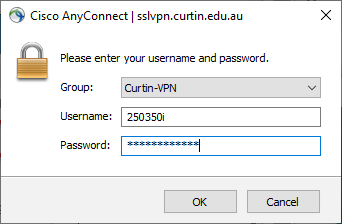 Cisco AnyConnect | sslvpn.curtin.edu.au
Please enter your username and password.
Group: Curtin-VPN
Username: 250350i
Password: ************
OK Cancel